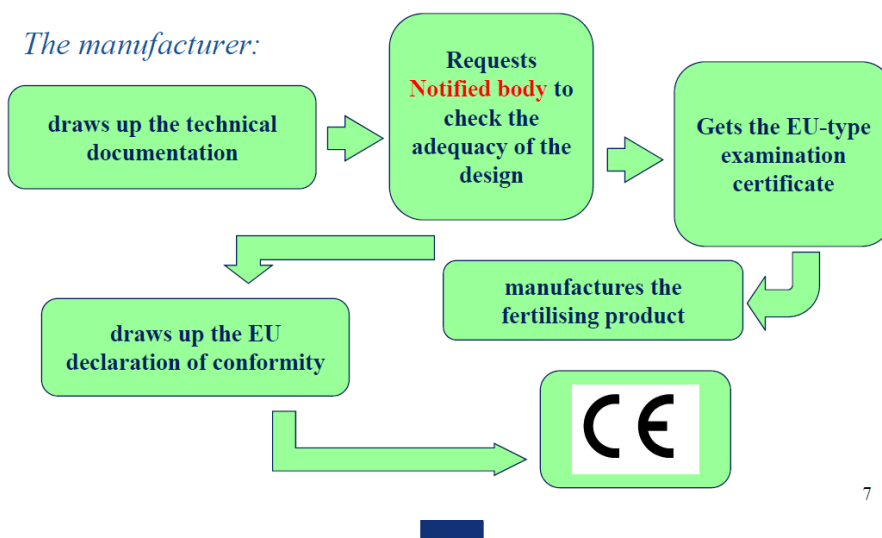 The manufacturer:
draws up the technical
documentation
Requests
Notified body to
check the
adequacy of the
design
Gets the EU-type
examination
certificate
manufactures the
fertilising product
draws up the EU
declaration of conformity
CE
7